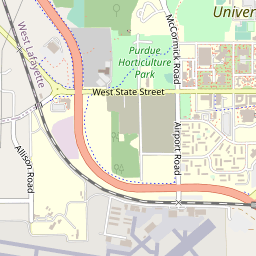 Univer
McCormick Road
West Lafayette
Purdue
Horticulture
Park
West State Street
Airport Road
Allison Road